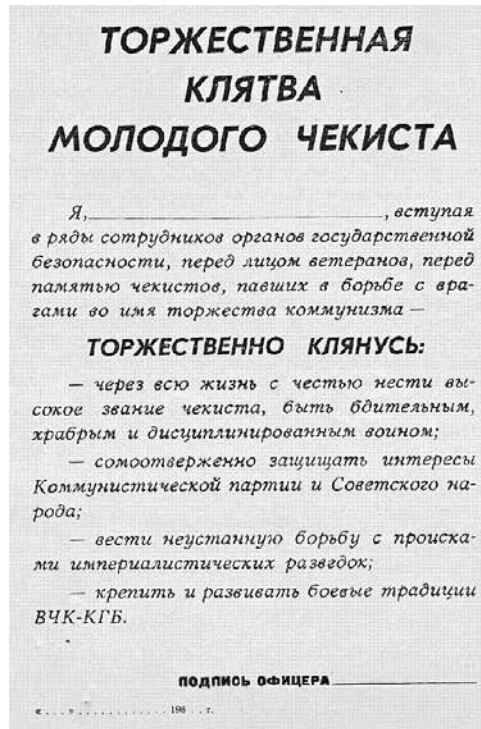 ТОРЖЕСТВЕННАЯ
КЛЯТВА
МОЛОДОГО ЧЕКИСТА
Я,____________________, вступая
в ряды сотрудников органов государственной
безопасности, перед лицом ветеранов, перед
памятью чекистов, павших в борьбе с вра-
гами во имя торжества коммунизма —
ТОРЖЕСТВЕННО КЛЯНУСЬ:
— через всю жизнь с честью нести вы-
сокое звание чекиста, быть бдительным,
храбрым и дисциплинированным воином;
— сомоотверженно защищать интересы
Коммунистической партии и Советского на-
рода;
— вести неустанную борьбу с происка-
ми империалистических разведок;
— крепить и развивать боевые традиции
ВЧК-КГБ.
ПОДПИСЬ ОФИЦЕРА____________
«....»..............198...г.